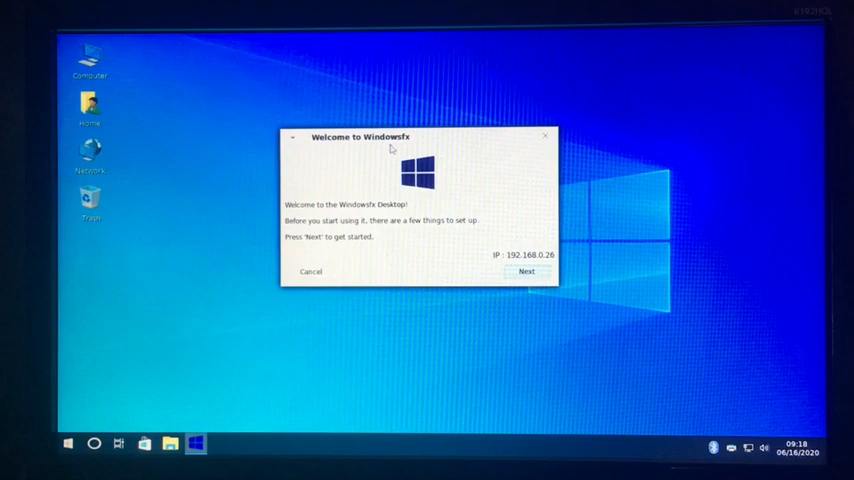 K192HQL
Computer
Home
Network
Trash
Welcome to Windowsfx
Welcome to the Windowsfx Desktop!
Before you start using it, there are a few things to set up.
Press 'Next' to get started.
IP : 192.168.0.26
Cancel
Next
09:18
06/16/2020